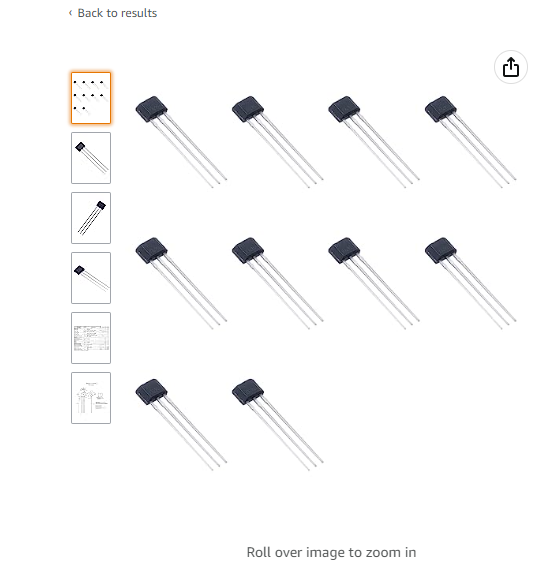 ‹ Back to results
Roll over image to zoom in